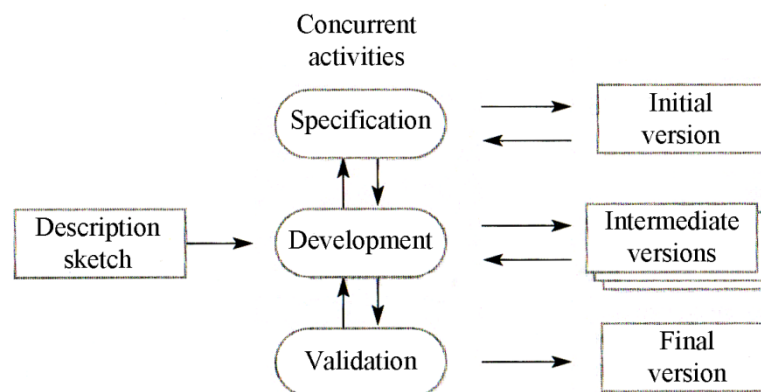 Concurrent
activities
Specification
Initial
version
Description
sketch
Development
Intermediate
versions
Validation
Final
version